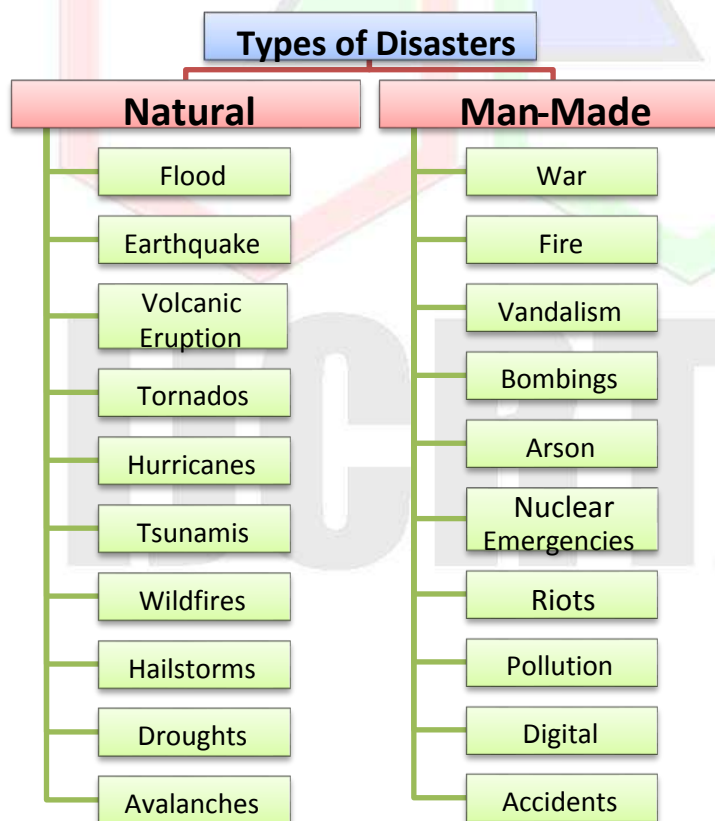 Types of Disasters
Natural
Flood
Earthquake
Volcanic
Eruption
Tornados
Hurricanes
Tsunamis
Wildfires
Hailstorms
Droughts
Avalanches
Man-Made
War
Fire
Vandalism
Bombings
Arson
Nuclear
Emergencies
Riots
Pollution
Digital
Accidents